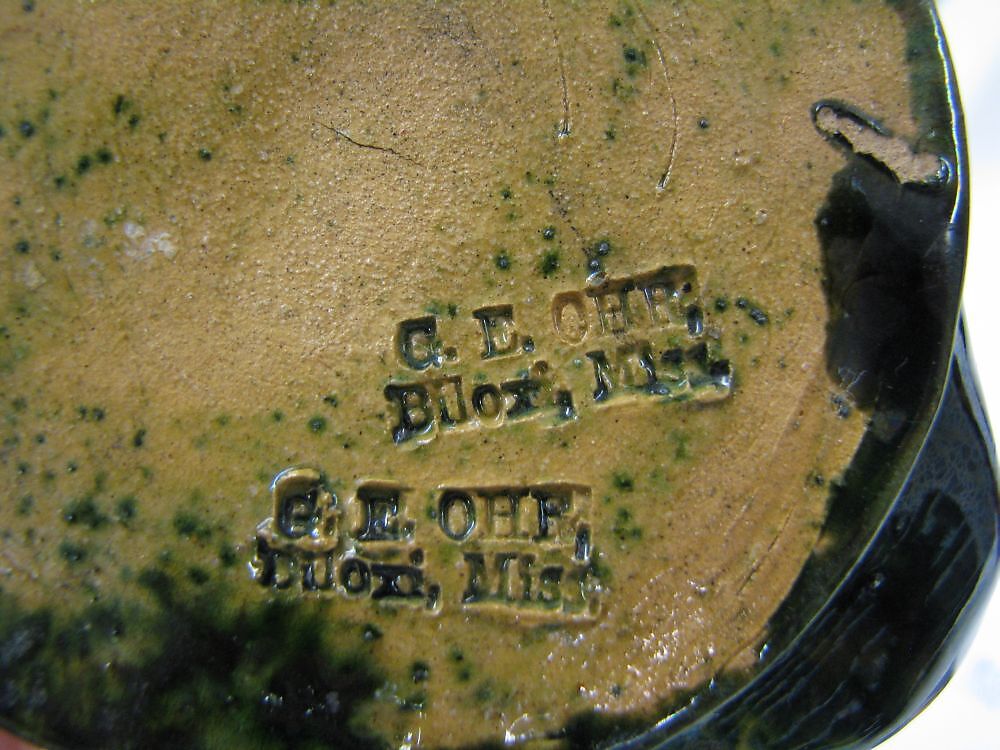 G. E. OHR,
Biloxi, Miss.
G. E. OHR,
Biloxi, Miss.